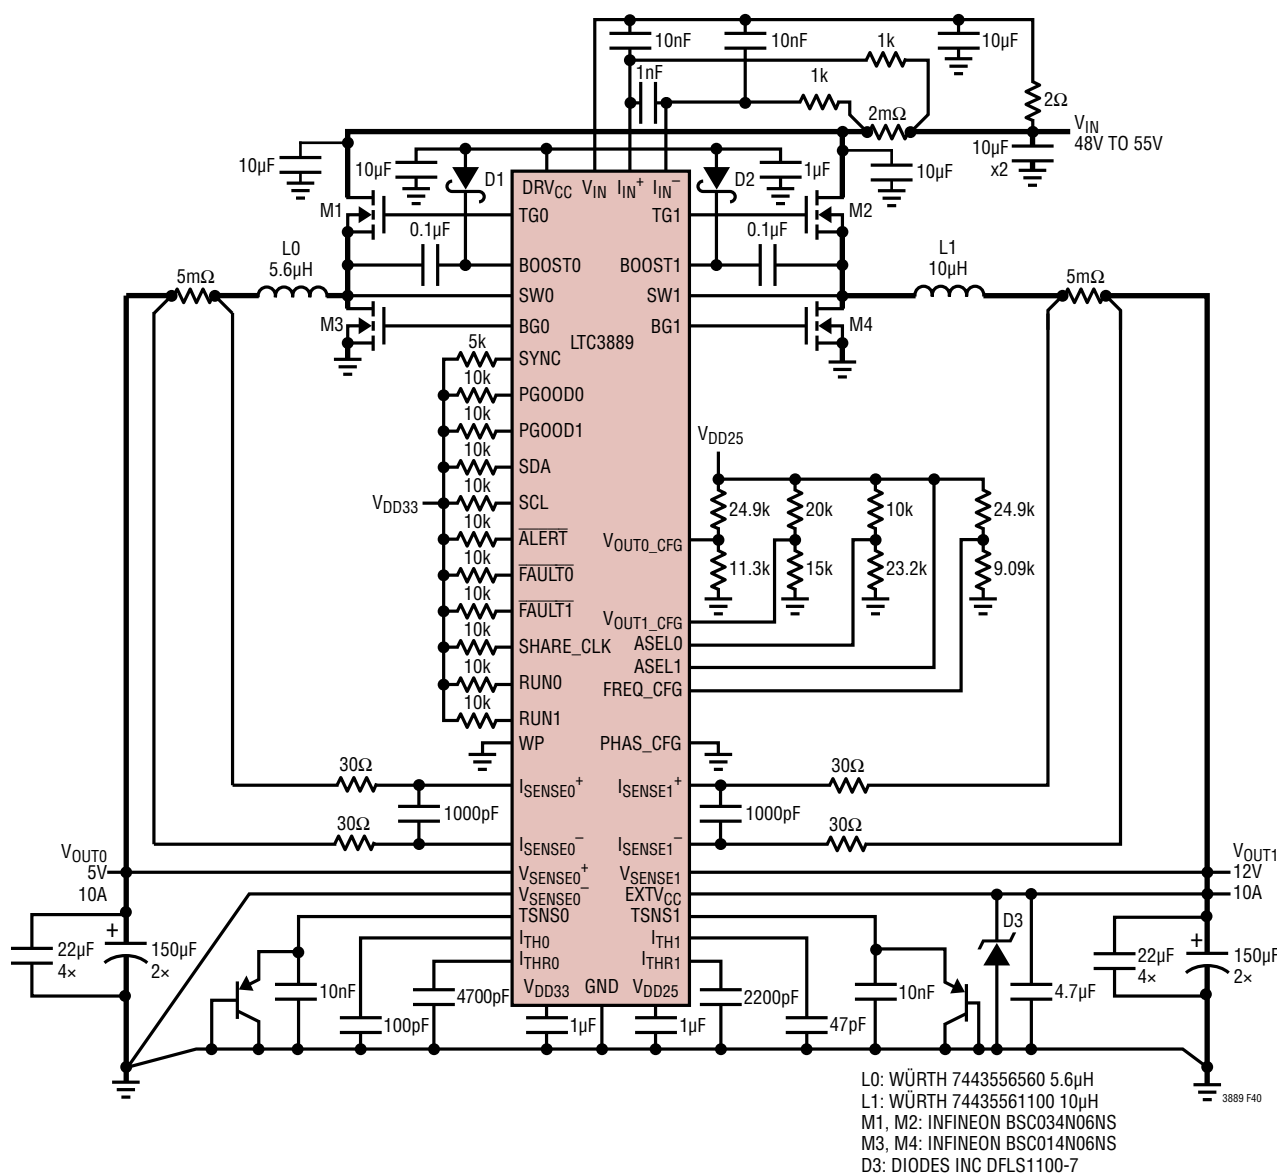 10nF
10nF
10µF
1k
1nF
1k
2Ω
2mΩ
VIN
48V TO 55V
10µF
x2
10µF
10µF
D1
DRVCC
VIN
IIN+
IIN–
D2
1µF
10µF
M1
TG0
TG1
M2
0.1µF
0.1µF
L0
5.6µH
L1
10µH
5mΩ
BOOST0
BOOST1
5mΩ
SW0
SW1
M3
BG0
BG1
M4
LTC3889
5k
SYNC
10k
PGOOD0
10k
PGOOD1
10k
SDA
10k
VDD33
SCL
10k
ALERT
10k
FAULT0
10k
FAULT1
10k
SHARE_CLK
10k
RUN0
10k
RUN1
WP
VDD25
24.9k
20k
10k
24.9k
VOUT0_CFG
11.3k
15k
23.2k
9.09k
VOUT1_CFG
ASEL0
ASEL1
FREQ_CFG
PHAS_CFG
30Ω
ISENSE0+
ISENSE1+
30Ω
1000pF
1000pF
30Ω
ISENSE0–
ISENSE1–
30Ω
VOUT0
5V
10A
VSENSE0+
VSENSE1
VOUT1
12V
10A
VSENSE0–
EXTVCC
TSNS0
TSNS1
D3
ITH0
ITH1
ITHR0
ITHR1
22µF
4×
+
150µF
2×
10nF
100pF
4700pF
VDD33
GND
VDD25
1µF
1µF
2200pF
47pF
10nF
4.7µF
22µF
4×
+
150µF
2×
L0: WÜRTH 7443556560 5.6µH
L1: WÜRTH 74435561100 10µH
M1, M2: INFINEON BSC034N06NS
M3, M4: INFINEON BSC014N06NS
D3: DIODES INC DFLS1100-7
3889 F40